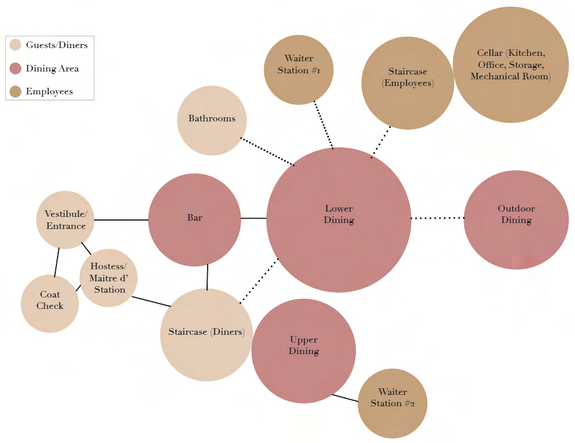 Guests/Diners
Dining Area
Employees
Waiter
Station #1
Staircase
(Employees)
Cellar (Kitchen,
Office, Storage,
Mechanical Room)
Bathrooms
Vestibule/
Entrance
Bar
Lower
Dining
Outdoor
Dining
Hostess/
Maitre d'
Station
Coat
Check
Staircase (Diners)
Upper
Dining
Waiter
Station #2